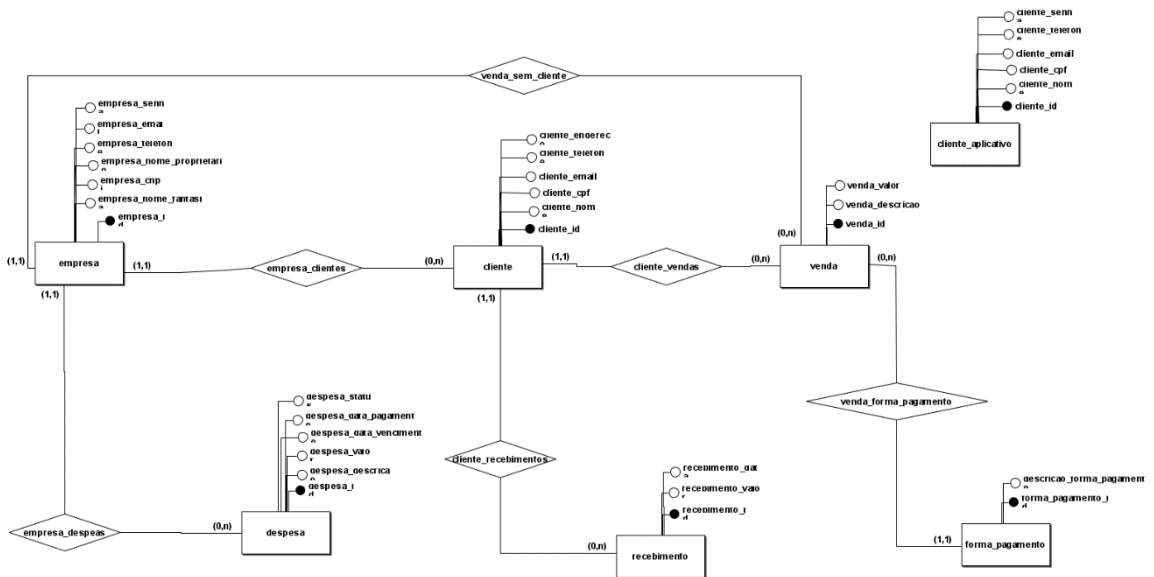 cliente_senh
a
cliente_telefon
e
cliente_email
cliente_cpf
cliente_nom
e
cliente_id
cliente_aplicativo
venda_sem_cliente
empresa_senh
a
empresa_emai
l
empresa_telefon
e
empresa_nome_proprietari
o
empresa_cnp
j
empresa_nome_fantasi
a
empresa_i
d
empresa
cliente_enderec
o
cliente_telefon
e
cliente_email
cliente_cpf
cliente_nom
e
cliente_id
cliente
venda_valor
venda_descricao
venda_id
venda
(1,1)
(1,1)
empresa_clientes
(0,n)
(1,1)
cliente_vendas
(0,n)
(0,n)
(0,n)
(1,1)
(1,1)
despesa_statu
s
despesa_data_pagament
o
despesa_data_venciment
o
despesa_valo
r
despesa_descrica
o
despesa_i
d
venda_forma_pagamento
cliente_recebimentos
recebimento_dat
a
recebimento_valo
r
recebimento_i
d
descricao_forma_pagament
o
forma_pagamento_i
d
empresa_despeas
(0,n)
despesa
(0,n)
recebimento
(1,1)
forma_pagamento